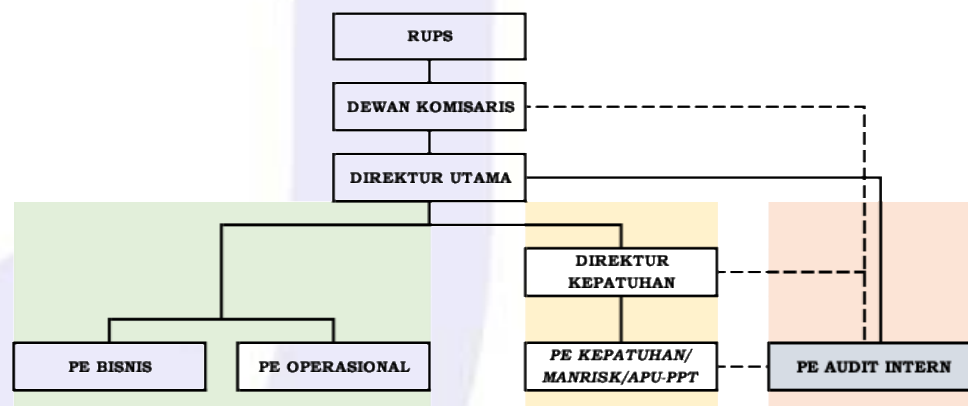 RUPS
DEWAN KOMISARIS
DIREKTUR UTAMA
DIREKTUR
KEPATUHAN
PE BISNIS
PE OPERASIONAL
PE KEPATUHAN/
MANRISK/APU-PPT
PE AUDIT INTERN